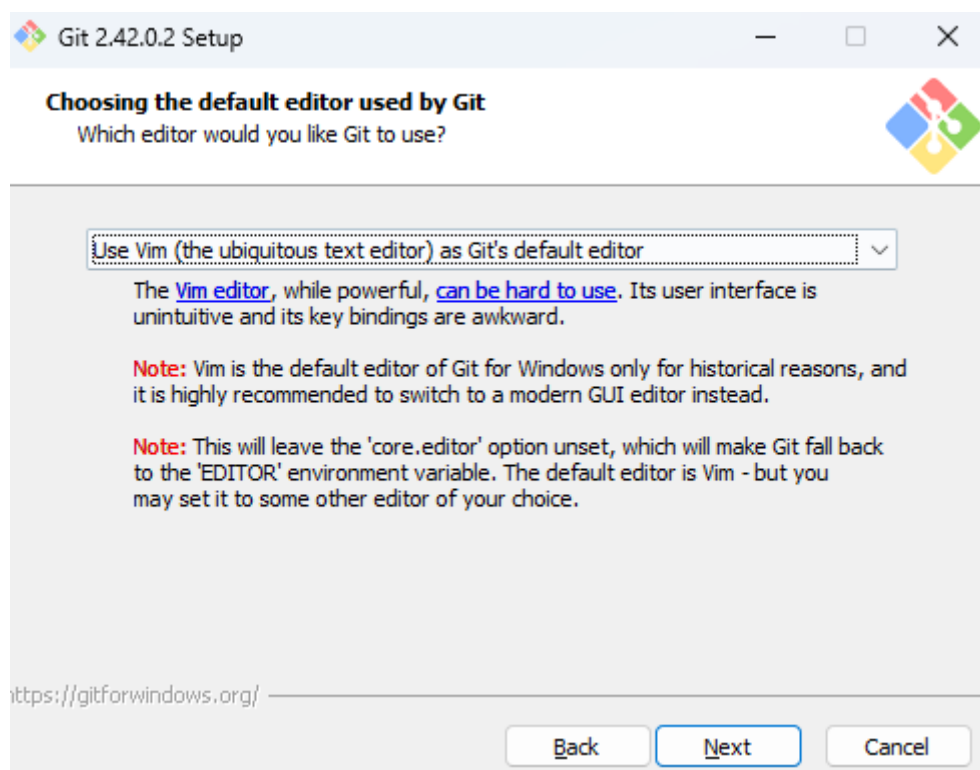 Git 2.42.0.2 Setup
Choosing the default editor used by Git
Which editor would you like Git to use?
Use Vim (the ubiquitous text editor) as Git's default editor
The Vim editor, while powerful, can be hard to use. Its user interface is
unintuitive and its key bindings are awkward.
Note: Vim is the default editor of Git for Windows only for historical reasons, and
it is highly recommended to switch to a modern GUI editor instead.
Note: This will leave the 'core.editor' option unset, which will make Git fall back
to the 'EDITOR' environment variable. The default editor is Vim - but you
may set it to some other editor of your choice.
https://gitforwindows.org/
Back Next Cancel